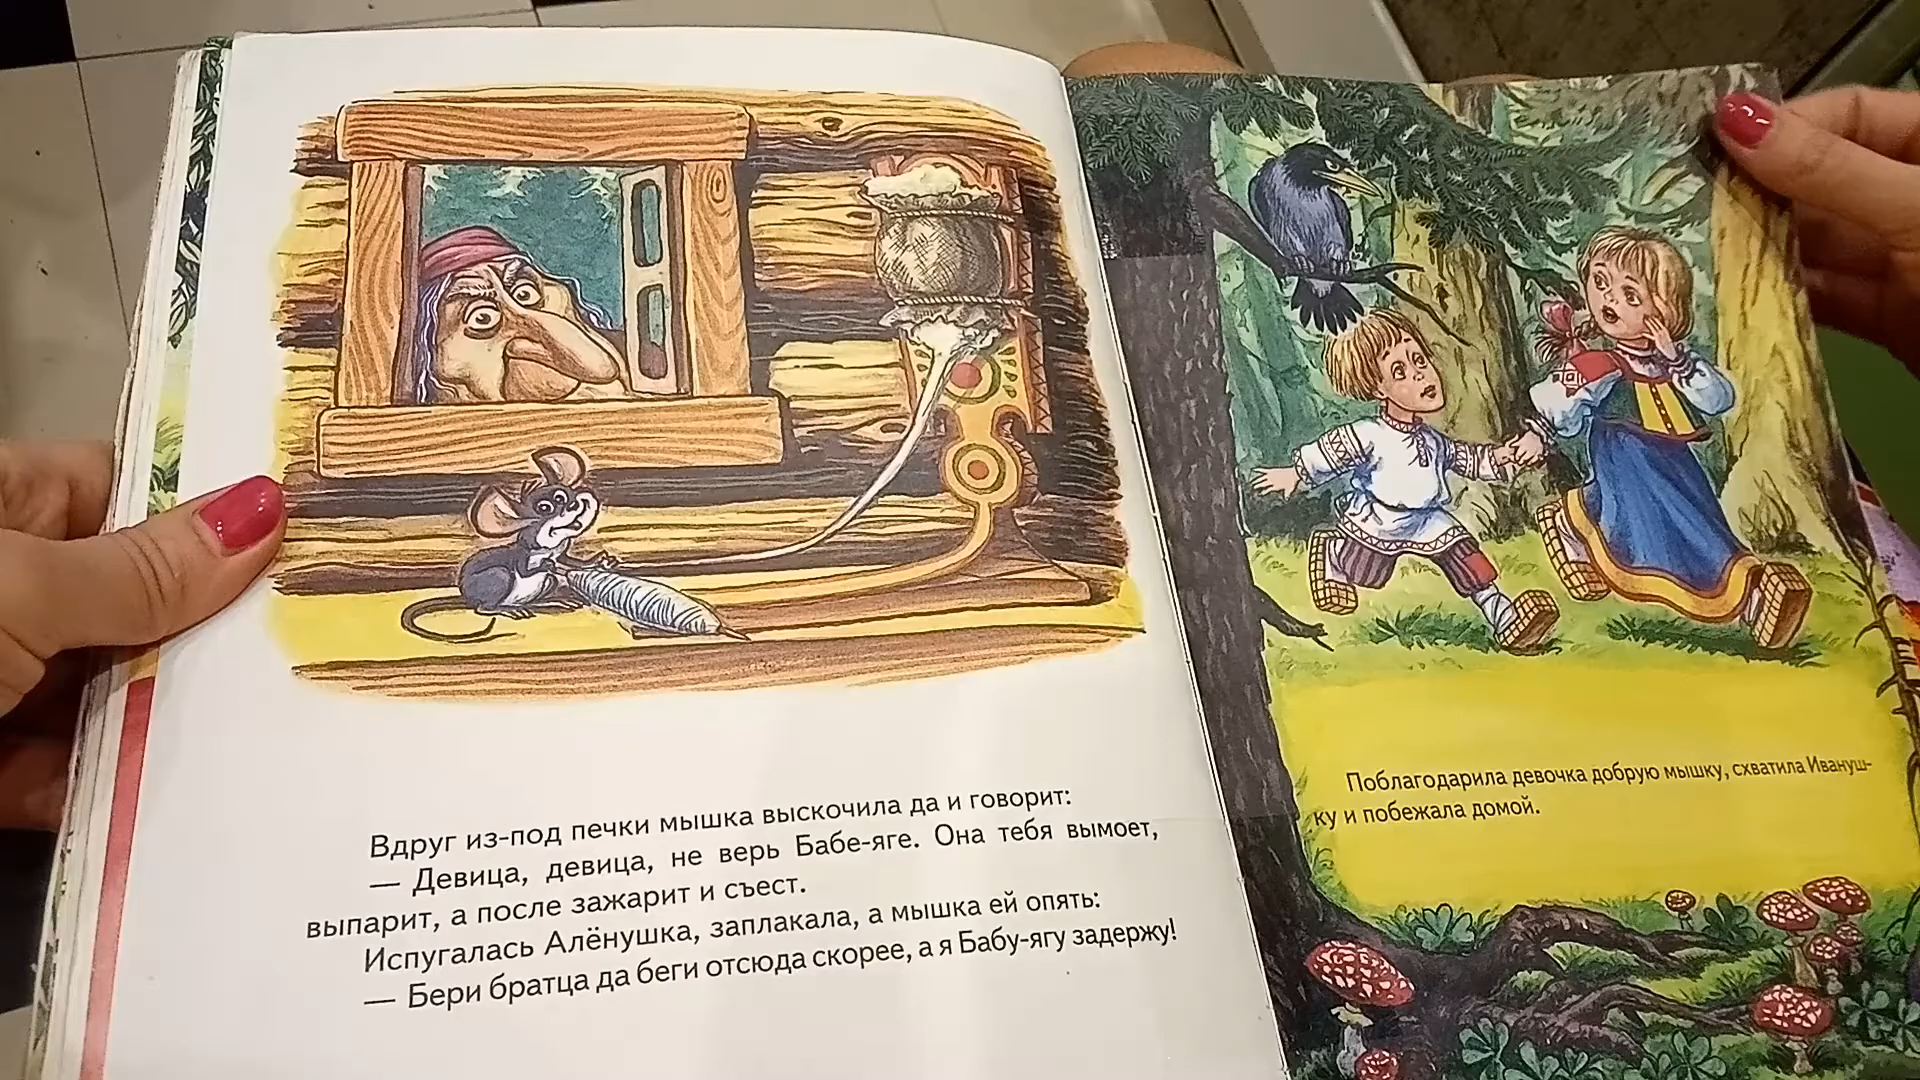 Вдруг из-под печки мышка выскочила да и говорит:
— Девица, девица, не верь Бабе-яге. Она тебя вымоет,
выпарит, а после зажарит и съест.
Испугалась Алёнушка, заплакала, а мышка ей опять:
— Бери братца да беги отсюда скорее, а я Бабу-ягу задержу!
Поблагодарила девочка добрую мышку, схватила Ивануш-
ку и побежала домой.